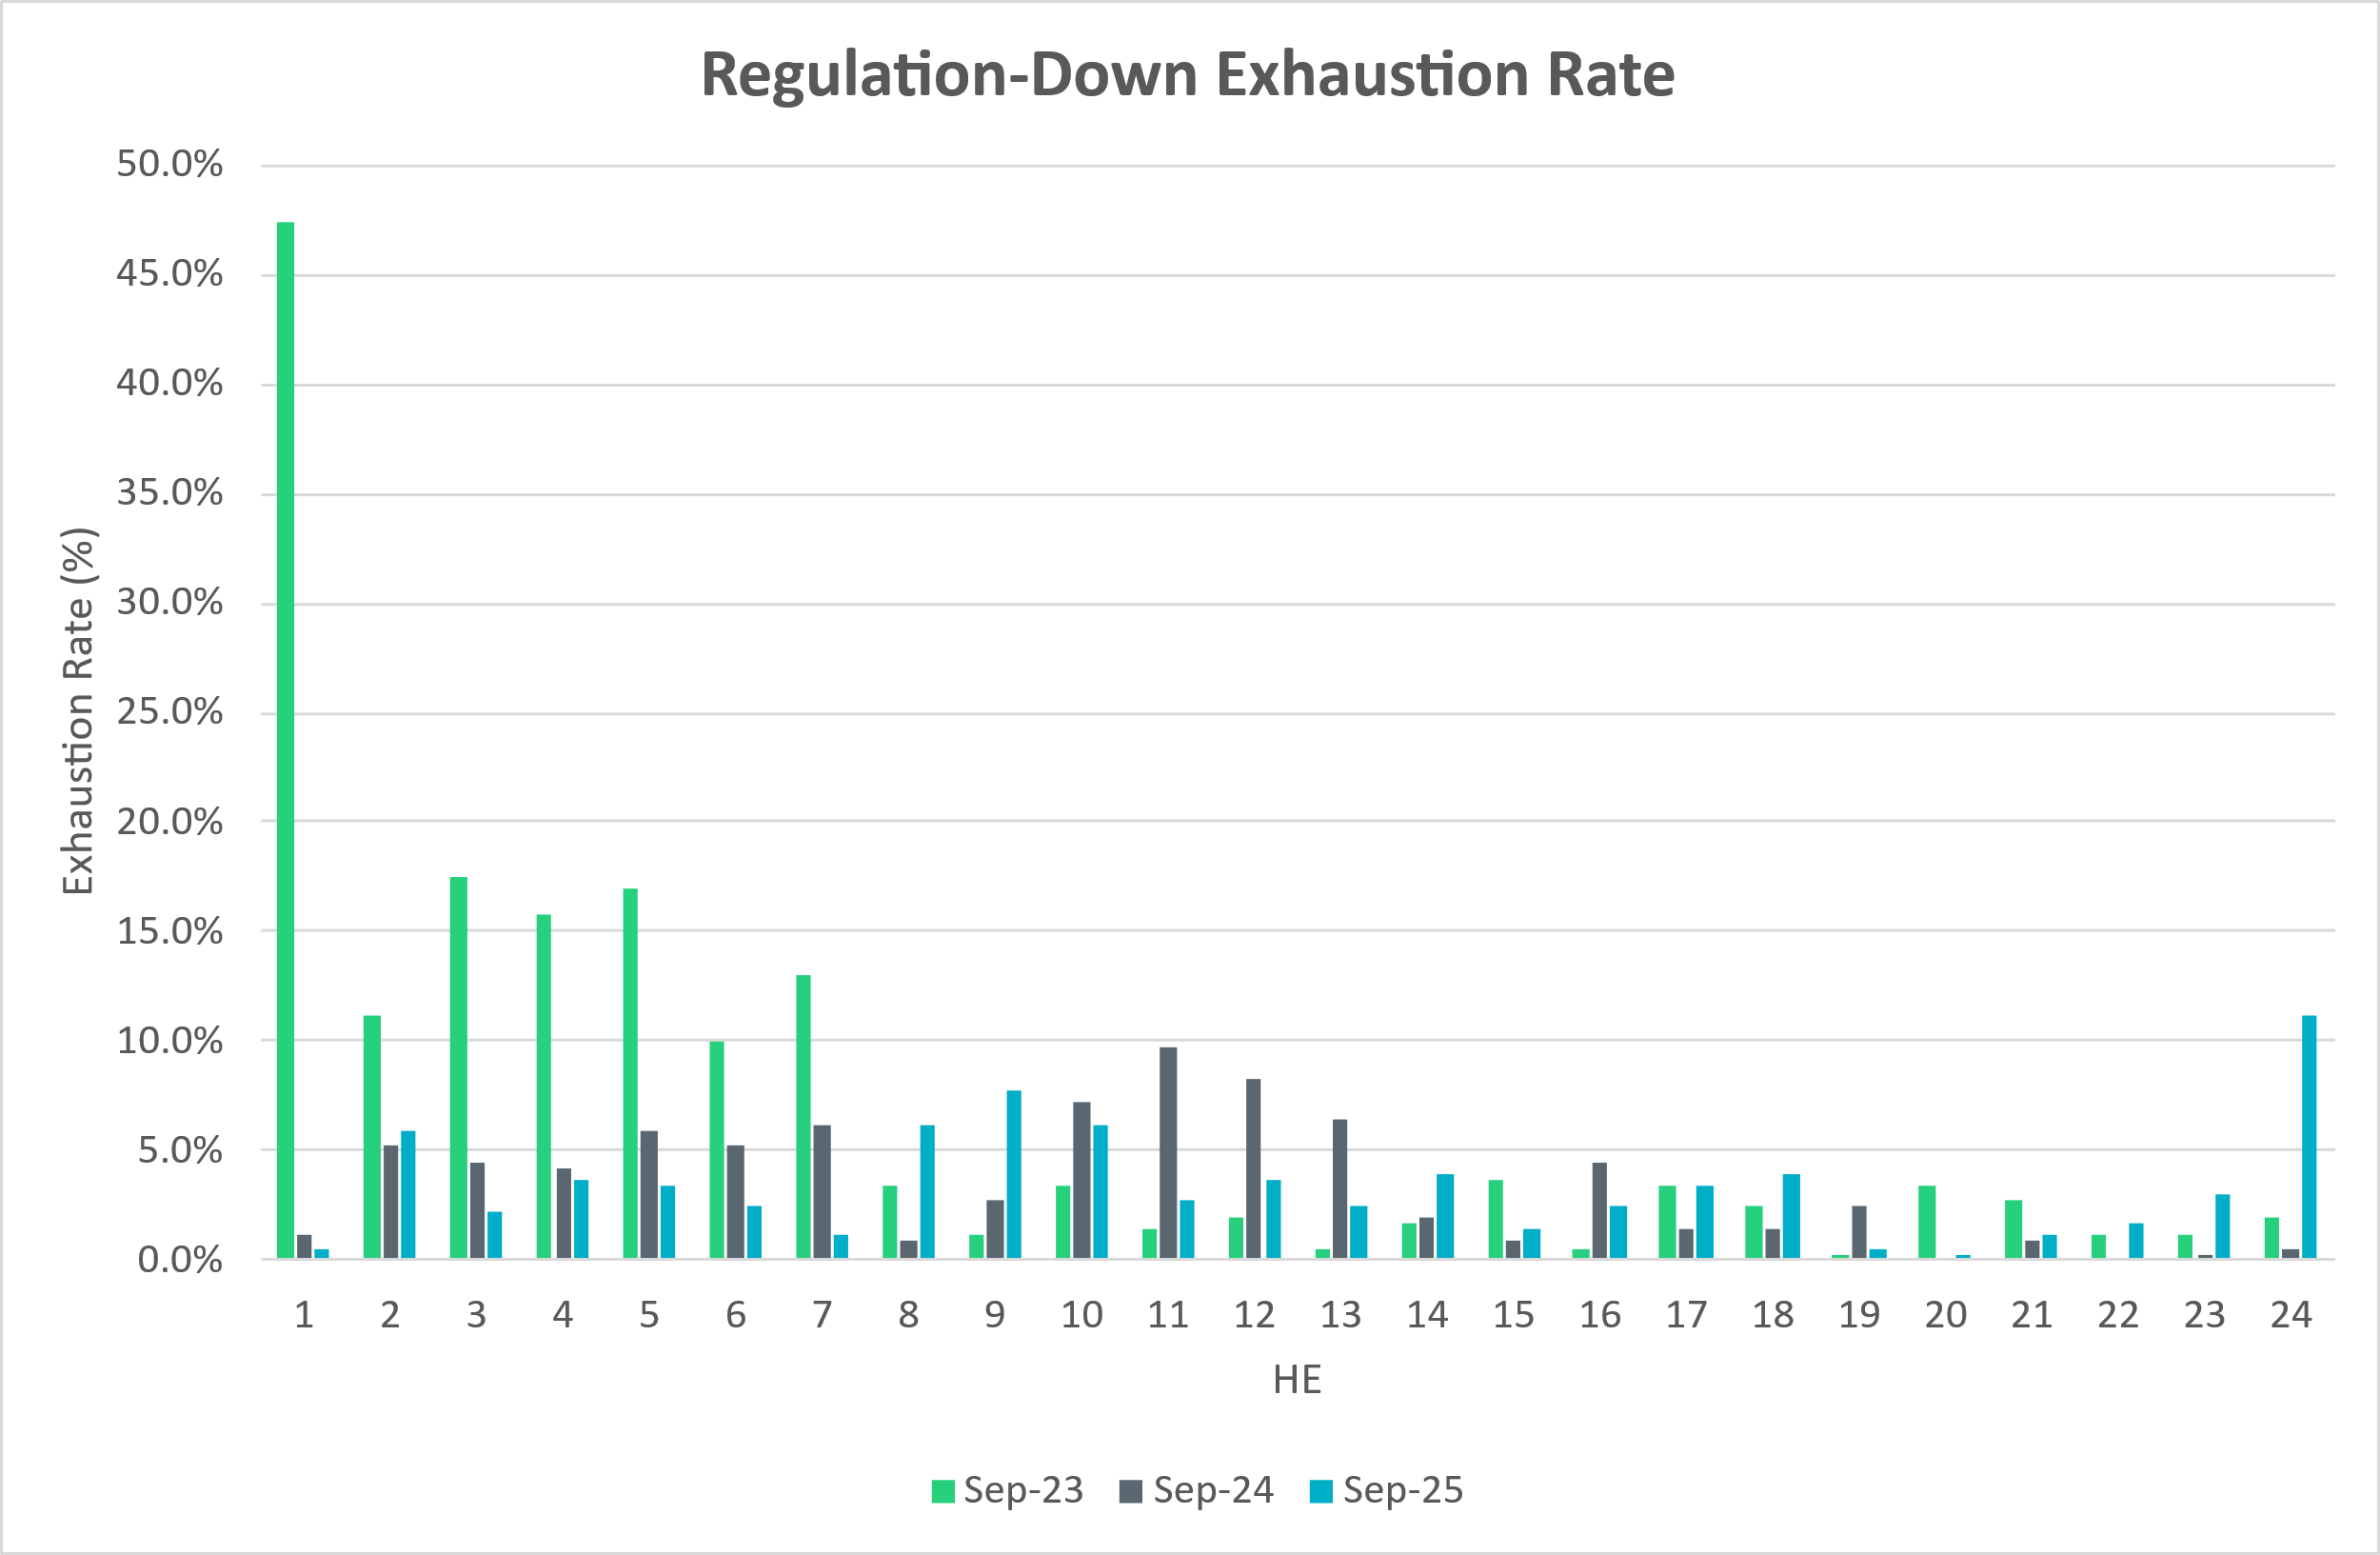 Regulation-Down Exhaustion Rate
50.0%
45.0%
40.0%
35.0%
30.0%
25.0%
20.0%
15.0%
10.0%
5.0%
0.0%
Exhaustion Rate (%)
1 2 3 4 5 6 7 8 9 10 11 12 13 14 15 16 17 18 19 20 21 22 23 24
HE
Sep-23 Sep-24 Sep-25